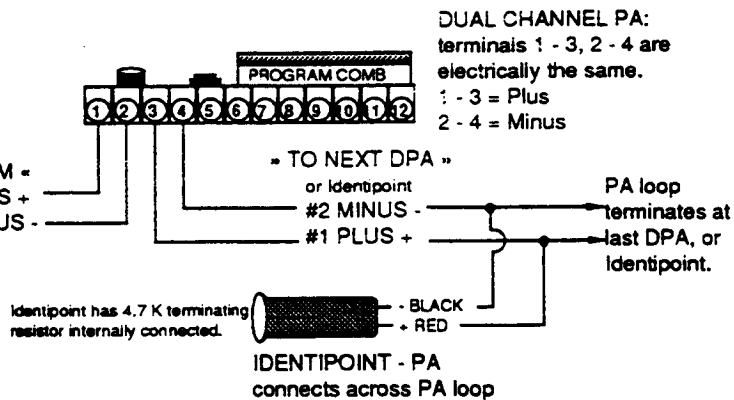 DUAL CHANNEL PA:
terminals 1 - 3, 2 - 4 are
electrically the same.
1 - 3 = Plus
2 - 4 = Minus
PROGRAM COMB
1 2 3 4 5 6 7 8 9 10 11 12
M «
S +
US -
» TO NEXT DPA »
or Identipoint
#2 MINUS -
#1 PLUS +
PA loop
terminates at
last DPA, or
Identipoint.
Identipoint has 4.7 K terminating
resistor internally connected.
- BLACK
+ RED
IDENTIPOINT - PA
connects across PA loop